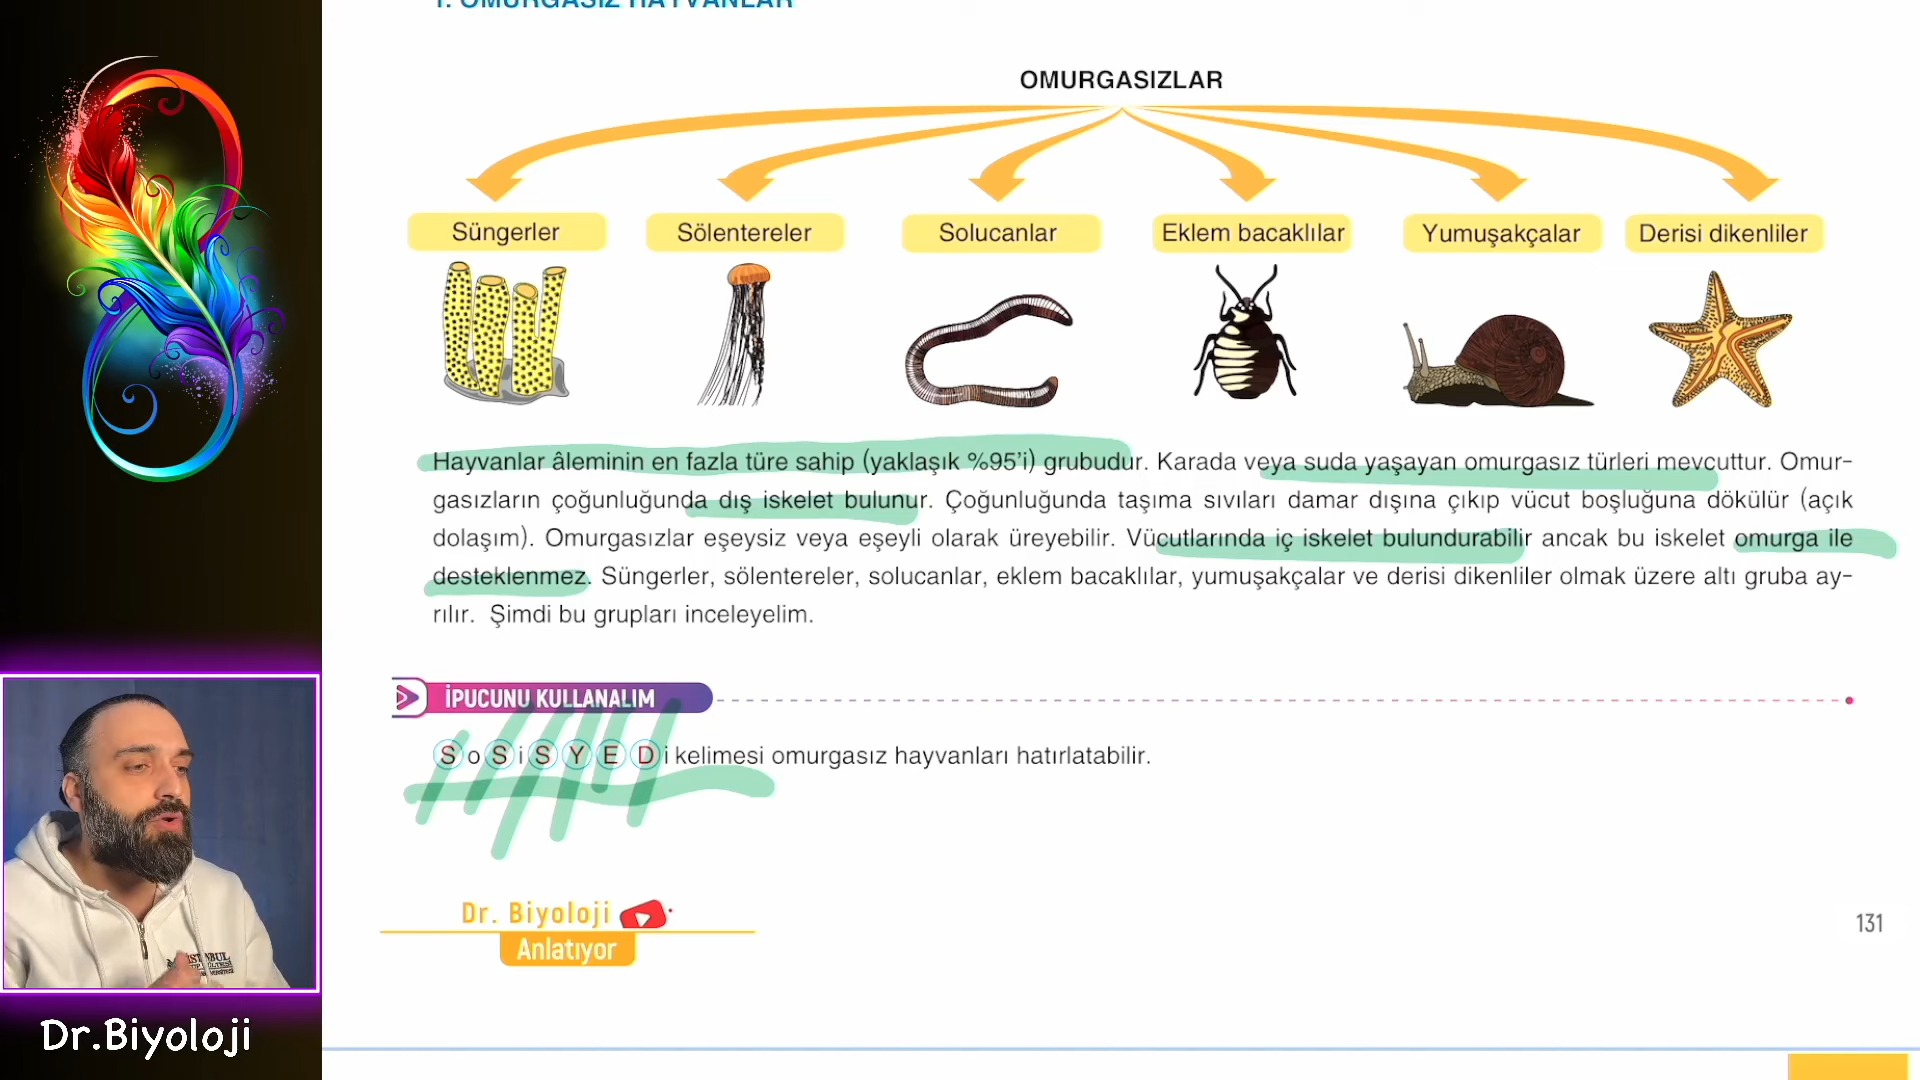 1. OMURGASIZ HAYVANLAR
OMURGASIZLAR
Süngerler
Sölentereler
Solucanlar
Eklem bacaklılar
Yumuşakçalar
Derisi dikenliler
Hayvanlar âleminin en fazla türe sahip (yaklaşık %95’i) grubudur. Karada veya suda yaşayan omurgasız türleri mevcuttur. Omur-
gasızların çoğunluğunda dış iskelet bulunur. Çoğunluğunda taşıma sıvıları damar dışına çıkıp vücut boşluğuna dökülür (açık
dolaşım). Omurgasızlar eşeysiz veya eşeyli olarak üreyebilir. Vücutlarında iç iskelet bulundurabilir ancak bu iskelet omurga ile
desteklenmez. Süngerler, sölentereler, solucanlar, eklem bacaklılar, yumuşakçalar ve derisi dikenliler olmak üzere altı gruba ay-
rılır. Şimdi bu grupları inceleyelim.
İPUCUNU KULLANALIM
SoSiSYEDi kelimesi omurgasız hayvanları hatırlatabilir.
Dr. Biyoloji
Anlatıyor
131
Dr.Biyoloji